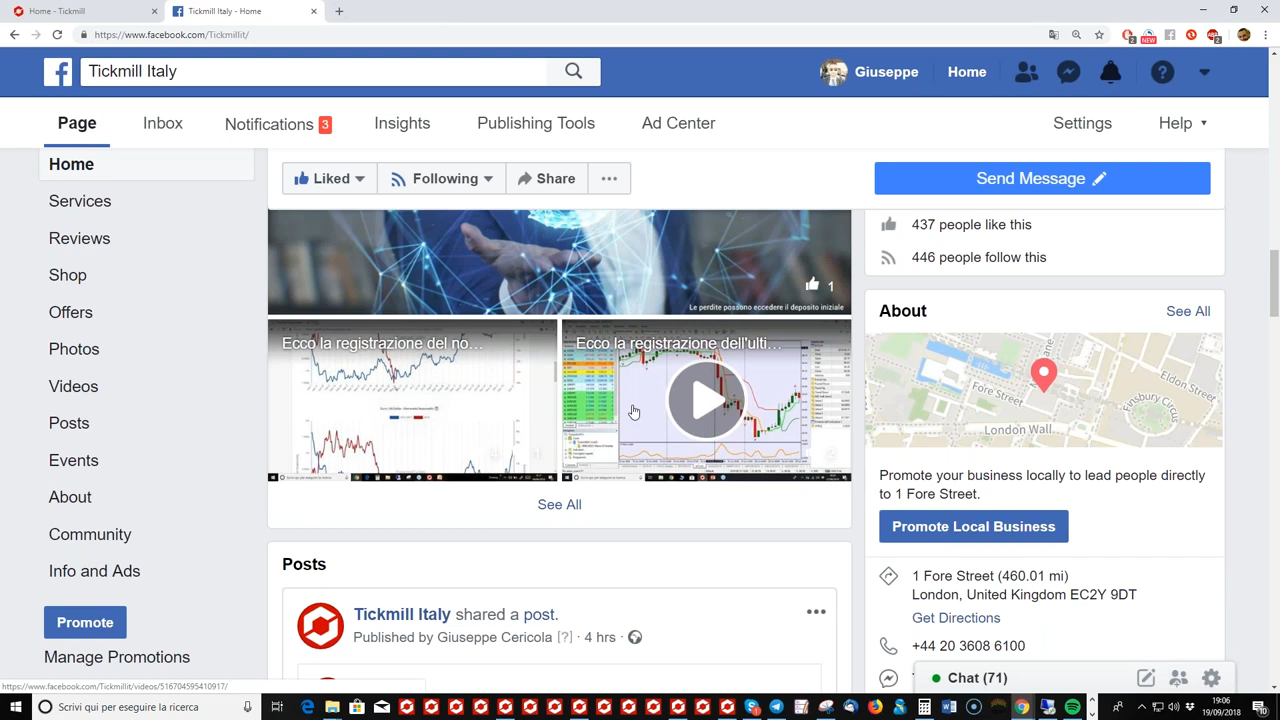 Home - Tickmill
Tickmill Italy - Home
https://www.facebook.com/Tickmillit/
2
NEW
2
Tickmill Italy
Giuseppe
Home
Page
Inbox
Notifications 3
Insights
Publishing Tools
Ad Center
Settings
Help
Home
Services
Reviews
Shop
Offers
Photos
Videos
Posts
Events
About
Community
Info and Ads
Promote
Manage Promotions
Liked
Following
Share
Send Message
1
Le perdite possono eccedere il deposito iniziale
Ecco la registrazione del no...
Ecco la registrazione dell'ulti...
See All
Posts
Tickmill Italy shared a post.
Published by Giuseppe Cericola [?] · 4 hrs ·
437 people like this
446 people follow this
About
See All
London Wall
Finsbury Circ
Eldon Street
Promote your business locally to lead people directly
to 1 Fore Street.
Promote Local Business
1 Fore Street (460.01 mi)
London, United Kingdom EC2Y 9DT
Get Directions
+44 20 3608 6100
Chat (71)
https://www.facebook.com/Tickmillit/videos/516704595410917/
Scrivi qui per eseguire la ricerca
19:06
19/09/2018